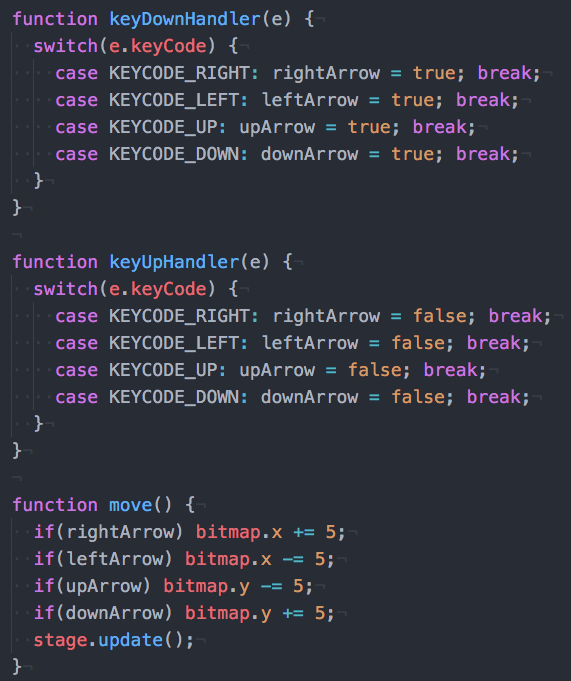 function keyDownHandler(e) {
  switch(e.keyCode) {
    case KEYCODE_RIGHT: rightArrow = true; break;
    case KEYCODE_LEFT: leftArrow = true; break;
    case KEYCODE_UP: upArrow = true; break;
    case KEYCODE_DOWN: downArrow = true; break;
  }
}

function keyUpHandler(e) {
  switch(e.keyCode) {
    case KEYCODE_RIGHT: rightArrow = false; break;
    case KEYCODE_LEFT: leftArrow = false; break;
    case KEYCODE_UP: upArrow = false; break;
    case KEYCODE_DOWN: downArrow = false; break;
  }
}

function move() {
  if(rightArrow) bitmap.x += 5;
  if(leftArrow) bitmap.x -= 5;
  if(upArrow) bitmap.y -= 5;
  if(downArrow) bitmap.y += 5;
  stage.update();
}